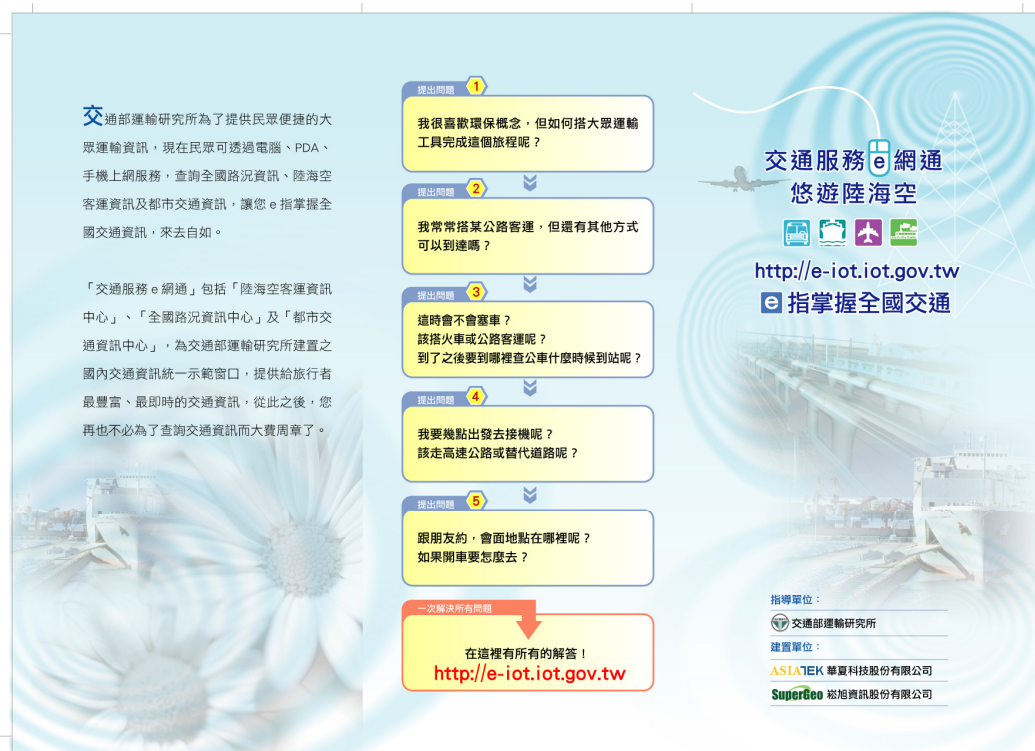 交通部運輸研究所為了提供民眾便捷的大
眾運輸資訊，現在民眾可透過電腦、PDA、
手機上網服務，查詢全國路況資訊、陸海空
客運資訊及都市交通資訊，讓您 e 指掌握全
國交通資訊，來去自如。
「交通服務 e 網通」包括「陸海空客運資訊
中心」、「全國路況資訊中心」及「都市交
通資訊中心」，為交通部運輸研究所建置之
國內交通資訊統一示範窗口，提供給旅行者
最豐富、最即時的交通資訊，從此之後，您
再也不必為了查詢交通資訊而大費周章了。
提出問題 1
我很喜歡環保概念，但如何搭大眾運輸
工具完成這個旅程呢？
提出問題 2
我常常搭某公路客運，但還有其他方式
可以到達嗎？
提出問題 3
這時會不會塞車？
該搭火車或公路客運呢？
到了之後要到哪裡查公車什麼時候到站呢？
提出問題 4
我要幾點出發去接機呢？
該走高速公路或替代道路呢？
提出問題 5
跟朋友約，會面地點在哪裡呢？
如果開車要怎麼去？
一次解決所有問題
在這裡有所有的解答！
http://e-iot.iot.gov.tw
交通服務 e 網通
悠遊陸海空
http://e-iot.iot.gov.tw
e 指掌握全國交通
指導單位：
交通部運輸研究所
建置單位：
ASIATEK 華夏科技股份有限公司
SuperGeo 崧旭資訊股份有限公司